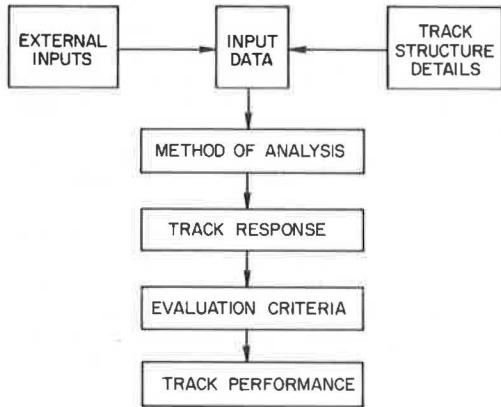 EXTERNAL
INPUTS
INPUT
DATA
TRACK
STRUCTURE
DETAILS
METHOD OF ANALYSIS
TRACK RESPONSE
EVALUATION CRITERIA
TRACK PERFORMANCE